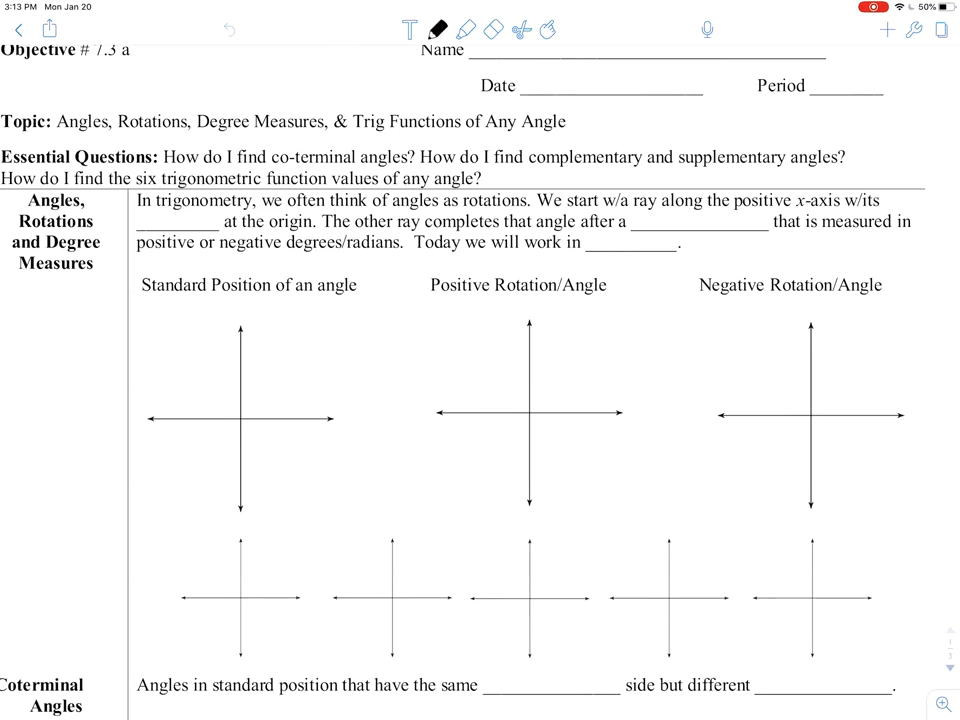 3:13 PM Mon Jan 20 50%
Objective # 7.3 a Name ______________________________________
Date ____________________ Period ________
Topic: Angles, Rotations, Degree Measures, & Trig Functions of Any Angle
Essential Questions: How do I find co-terminal angles? How do I find complementary and supplementary angles?
How do I find the six trigonometric function values of any angle?
Angles,
Rotations
and Degree
Measures
In trigonometry, we often think of angles as rotations. We start w/a ray along the positive x-axis w/its
_________ at the origin. The other ray completes that angle after a _______________ that is measured in
positive or negative degrees/radians. Today we will work in __________.
Standard Position of an angle Positive Rotation/Angle Negative Rotation/Angle
1
3
Coterminal
Angles
Angles in standard position that have the same _______________ side but different _______________.